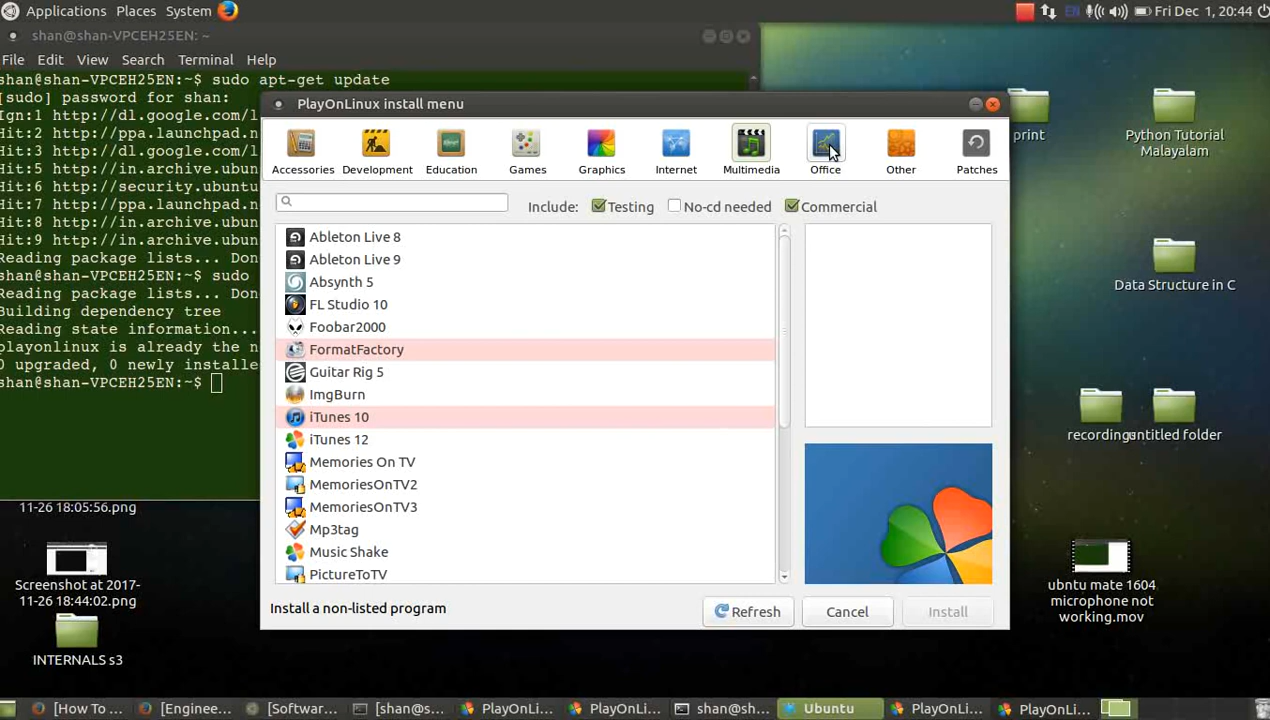 Applications Places System Fri Dec 1, 20:44
shan@shan-VPCEH25EN: ~
File Edit View Search Terminal Help
shan@shan-VPCEH25EN:~$ sudo apt-get update
[sudo] password for shan:
Ign:1 http://dl.google.com/l
Hit:2 http://ppa.launchpad.n
Hit:3 http://dl.google.com/l
Hit:5 http://in.archive.ubun
Hit:6 http://security.ubuntu
Hit:7 http://ppa.launchpad.n
Hit:8 http://in.archive.ubun
Hit:9 http://in.archive.ubun
Reading package lists... Don
shan@shan-VPCEH25EN:~$ sudo
Reading package lists... Don
Building dependency tree
Reading state information...
playonlinux is already the n
0 upgraded, 0 newly installe
shan@shan-VPCEH25EN:~$
PlayOnLinux install menu
Accessories Development Education Games Graphics Internet Multimedia Office Other Patches
Include: Testing No-cd needed Commercial
Ableton Live 8
Ableton Live 9
Absynth 5
FL Studio 10
Foobar2000
FormatFactory
Guitar Rig 5
ImgBurn
iTunes 10
iTunes 12
Memories On TV
MemoriesOnTV2
MemoriesOnTV3
Mp3tag
Music Shake
PictureToTV
Install a non-listed program
Refresh Cancel Install
print
Python Tutorial
Malayalam
Data Structure in C
recordings
untitled folder
ubntu mate 1604
microphone not
working.mov
11-26 18:05:56.png
Screenshot at 2017-
11-26 18:44:02.png
INTERNALS s3
[How To ... [Enginee... [Softwar... [shan@s... PlayOnLin... PlayOnLin... shan@sh... Ubuntu PlayOnLin... PlayOnLin...